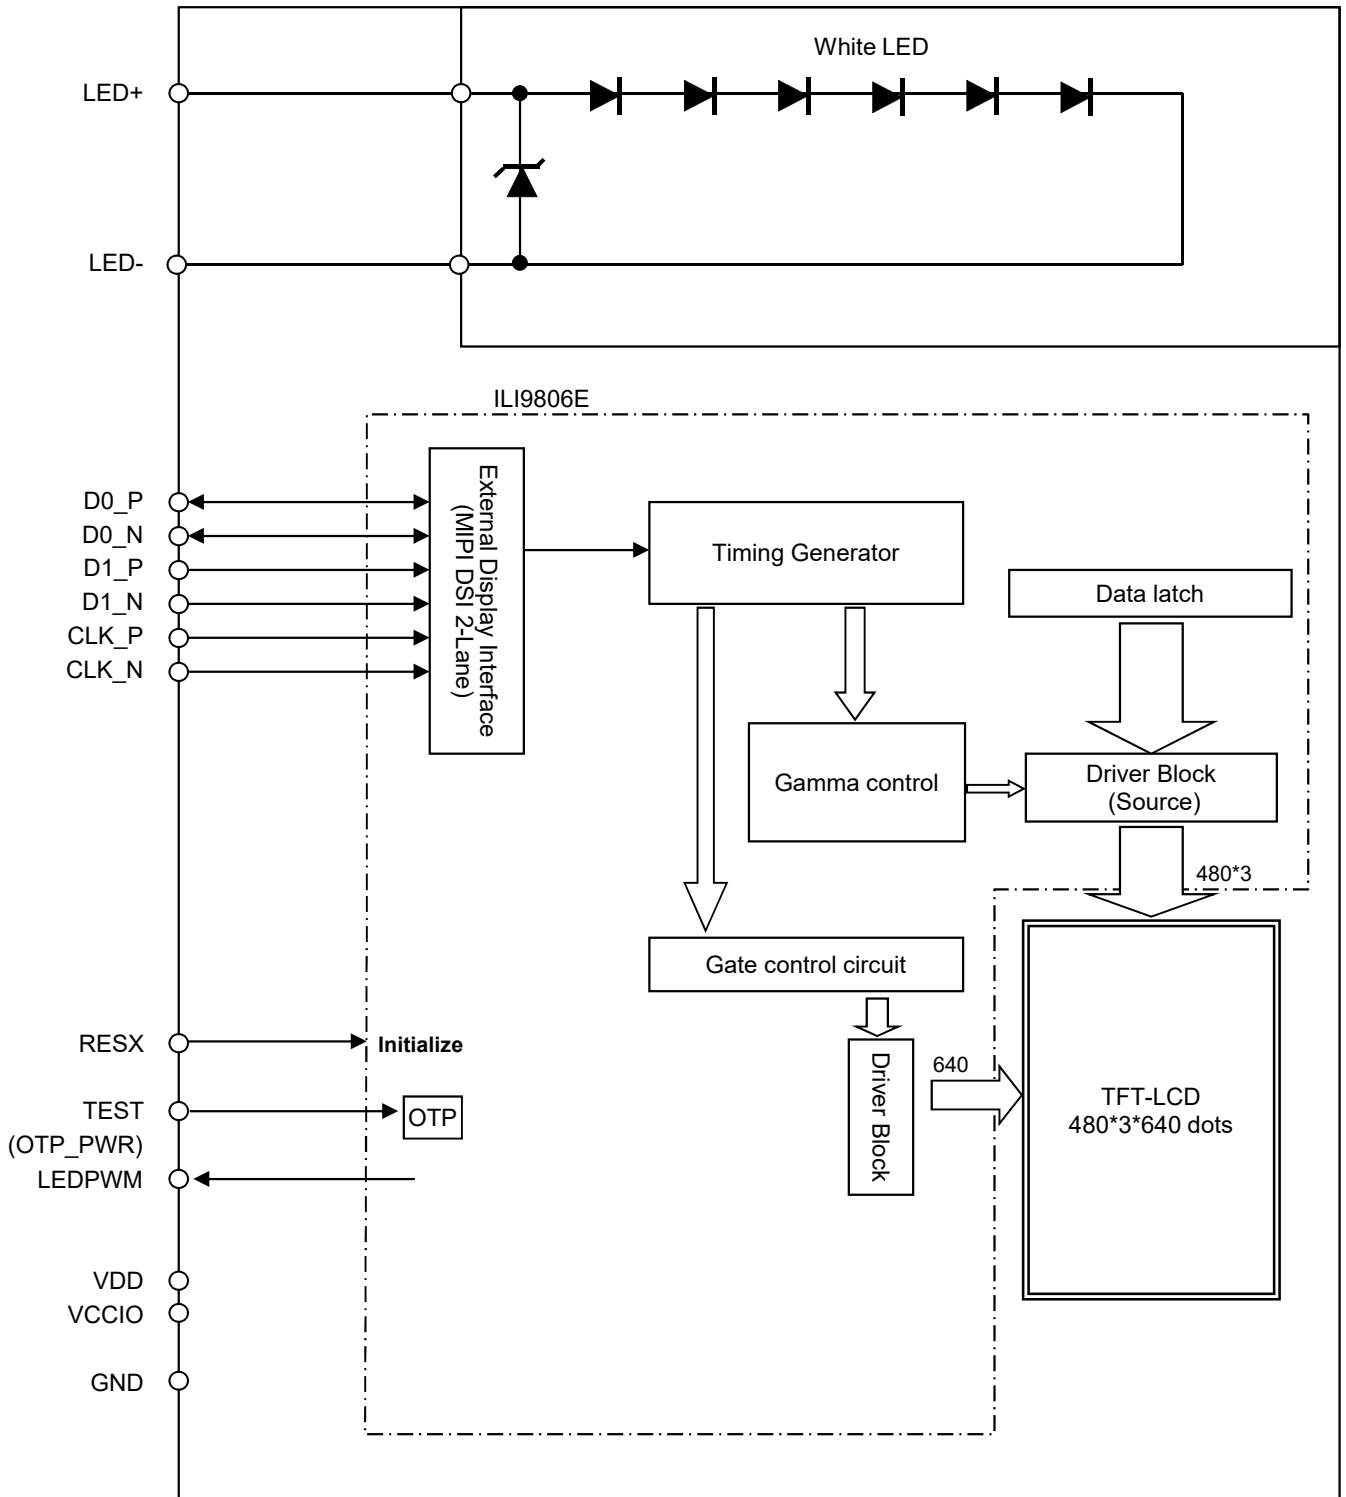 White LED
LED+
LED-
ILI9806E
D0_P
D0_N
D1_P
D1_N
CLK_P
CLK_N
External Display Interface
(MIPI DSI 2-Lane)
Timing Generator
Data latch
Gamma control
Driver Block
(Source)
480*3
Gate control circuit
RESX
Initialize
Driver Block
640
TFT-LCD
480*3*640 dots
TEST
(OTP_PWR)
OTP
LEDPWM
VDD
VCCIO
GND